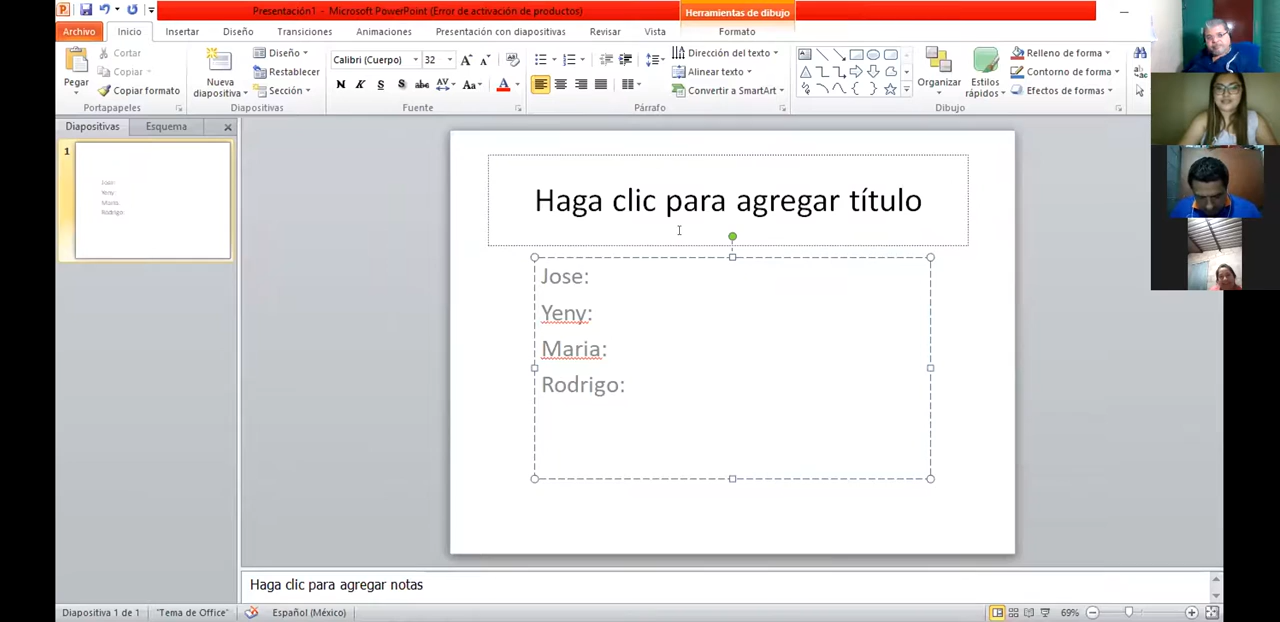 Presentación1 - Microsoft PowerPoint (Error de activación de productos)
Herramientas de dibujo
Archivo Inicio Insertar Diseño Transiciones Animaciones Presentación con diapositivas Revisar Vista Formato
Pegar
Cortar
Copiar
Copiar formato
Portapapeles
Nueva
diapositiva
Diseño
Restablecer
Sección
Diapositivas
Calibri (Cuerpo) 32
N K S S abc AV Aa A
Fuente
Párrafo
Dirección del texto
Alinear texto
Convertir a SmartArt
Organizar
Estilos
rápidos
Relleno de forma
Contorno de forma
Efectos de formas
Dibujo
Diapositivas Esquema
1
Jose:
Yeny:
Maria:
Rodrigo:
Haga clic para agregar título
Jose:
Yeny:
Maria:
Rodrigo:
Haga clic para agregar notas
Diapositiva 1 de 1 "Tema de Office" Español (México) 69%